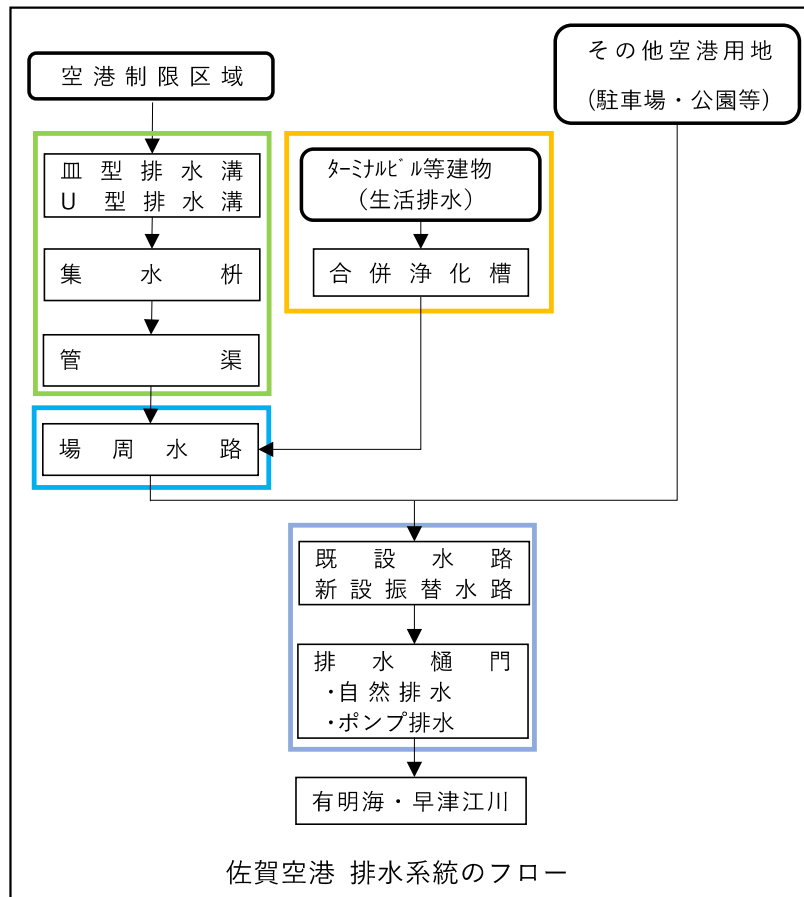 空港制限区域
その他空港用地
(駐車場・公園等)
皿型排水溝
U型排水溝
ﾀｰﾐﾅﾙﾋﾞﾙ等建物
(生活排水)
集水枡
合併浄化槽
管渠
場周水路
既設水路
新設振替水路
排水樋門
・自然排水
・ポンプ排水
有明海・早津江川
佐賀空港 排水系統のフロー